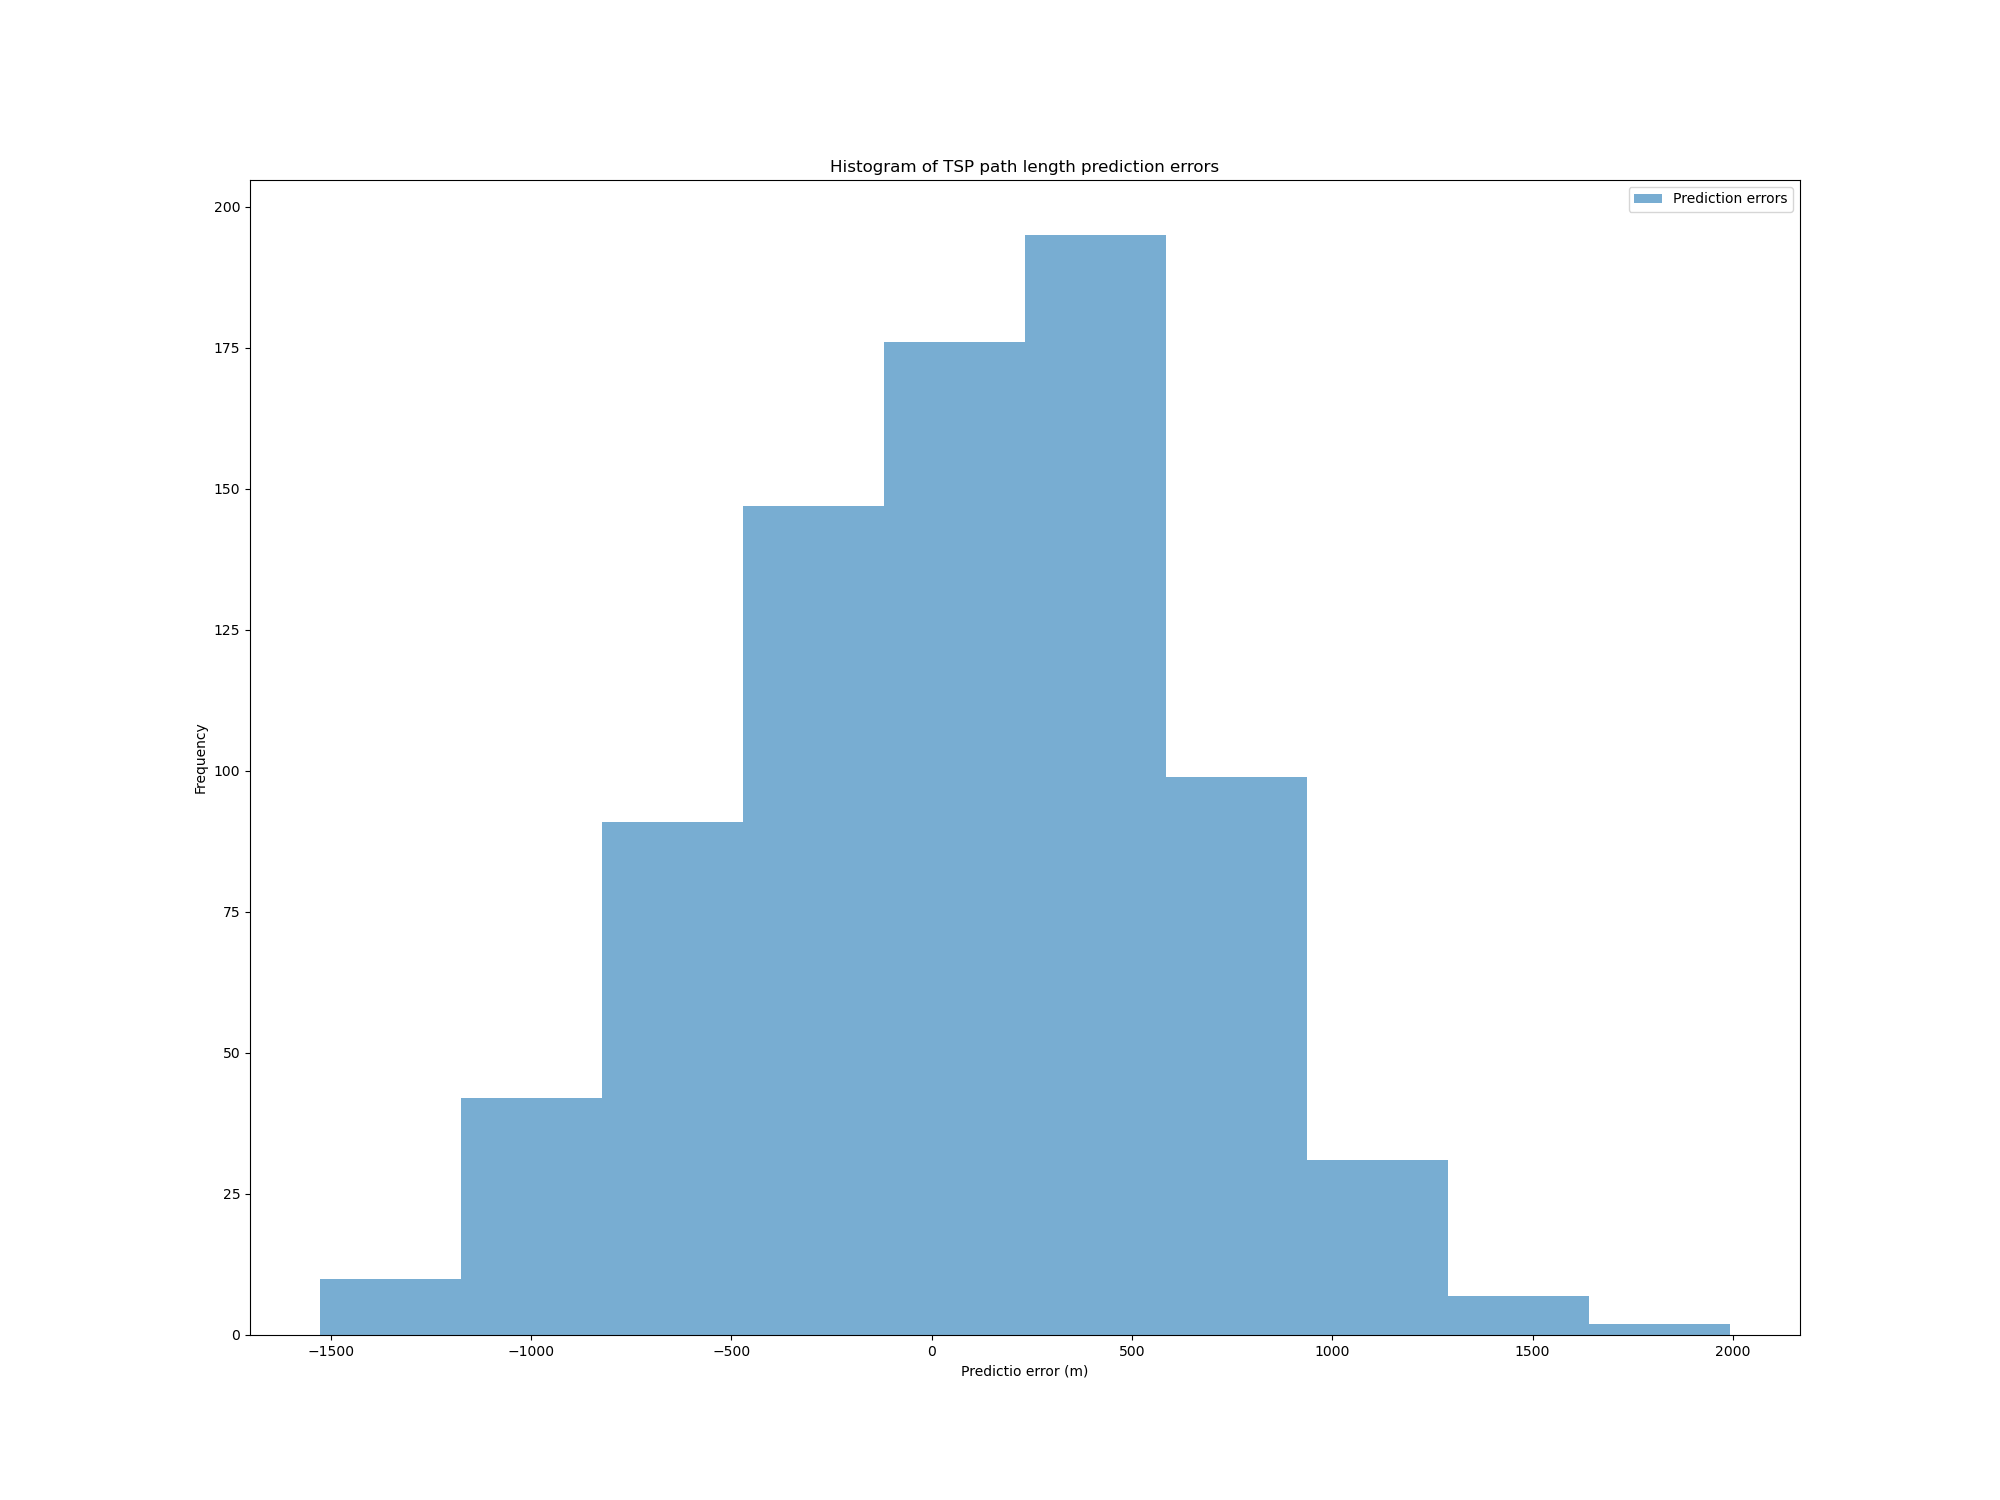 Histogram of TSP path length prediction errors
Prediction errors
200
175
150
125
100
75
50
25
0
Frequency
−1500 −1000 −500 0 500 1000 1500 2000
Predictio error (m)